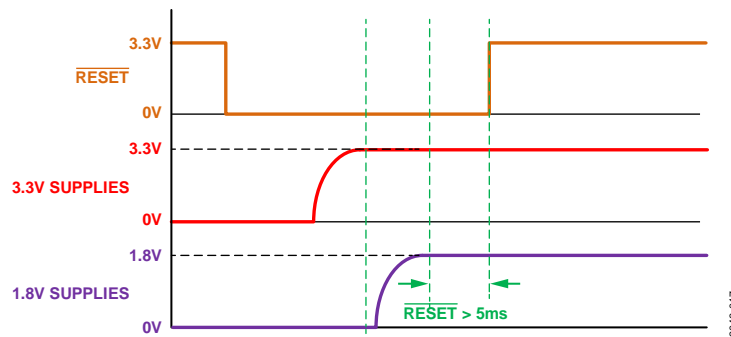 3.3V
RESET
0V
3.3V
3.3V SUPPLIES
0V
1.8V
1.8V SUPPLIES
RESET > 5ms
0V